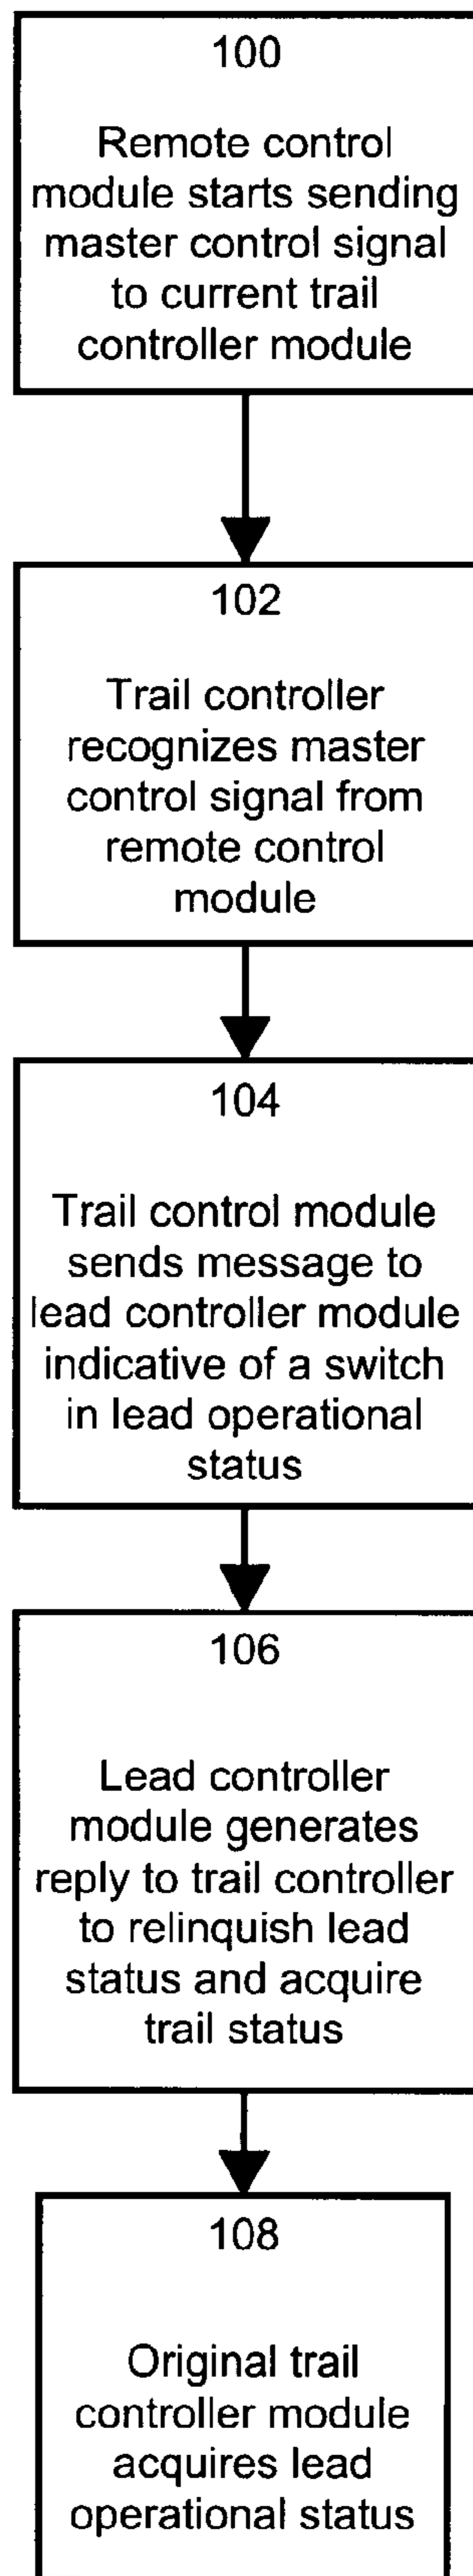 100
Remote control
module starts sending
master control signal
to current trail
controller module
102
Trail controller
recognizes master
control signal from
remote control
module
104
Trail control module
sends message to
lead controller module
indicative of a switch
in lead operational
status
106
Lead controller
module generates
reply to trail controller
to relinquish lead
status and acquire
trail status
108
Original trail
controller module
acquires lead
operational status